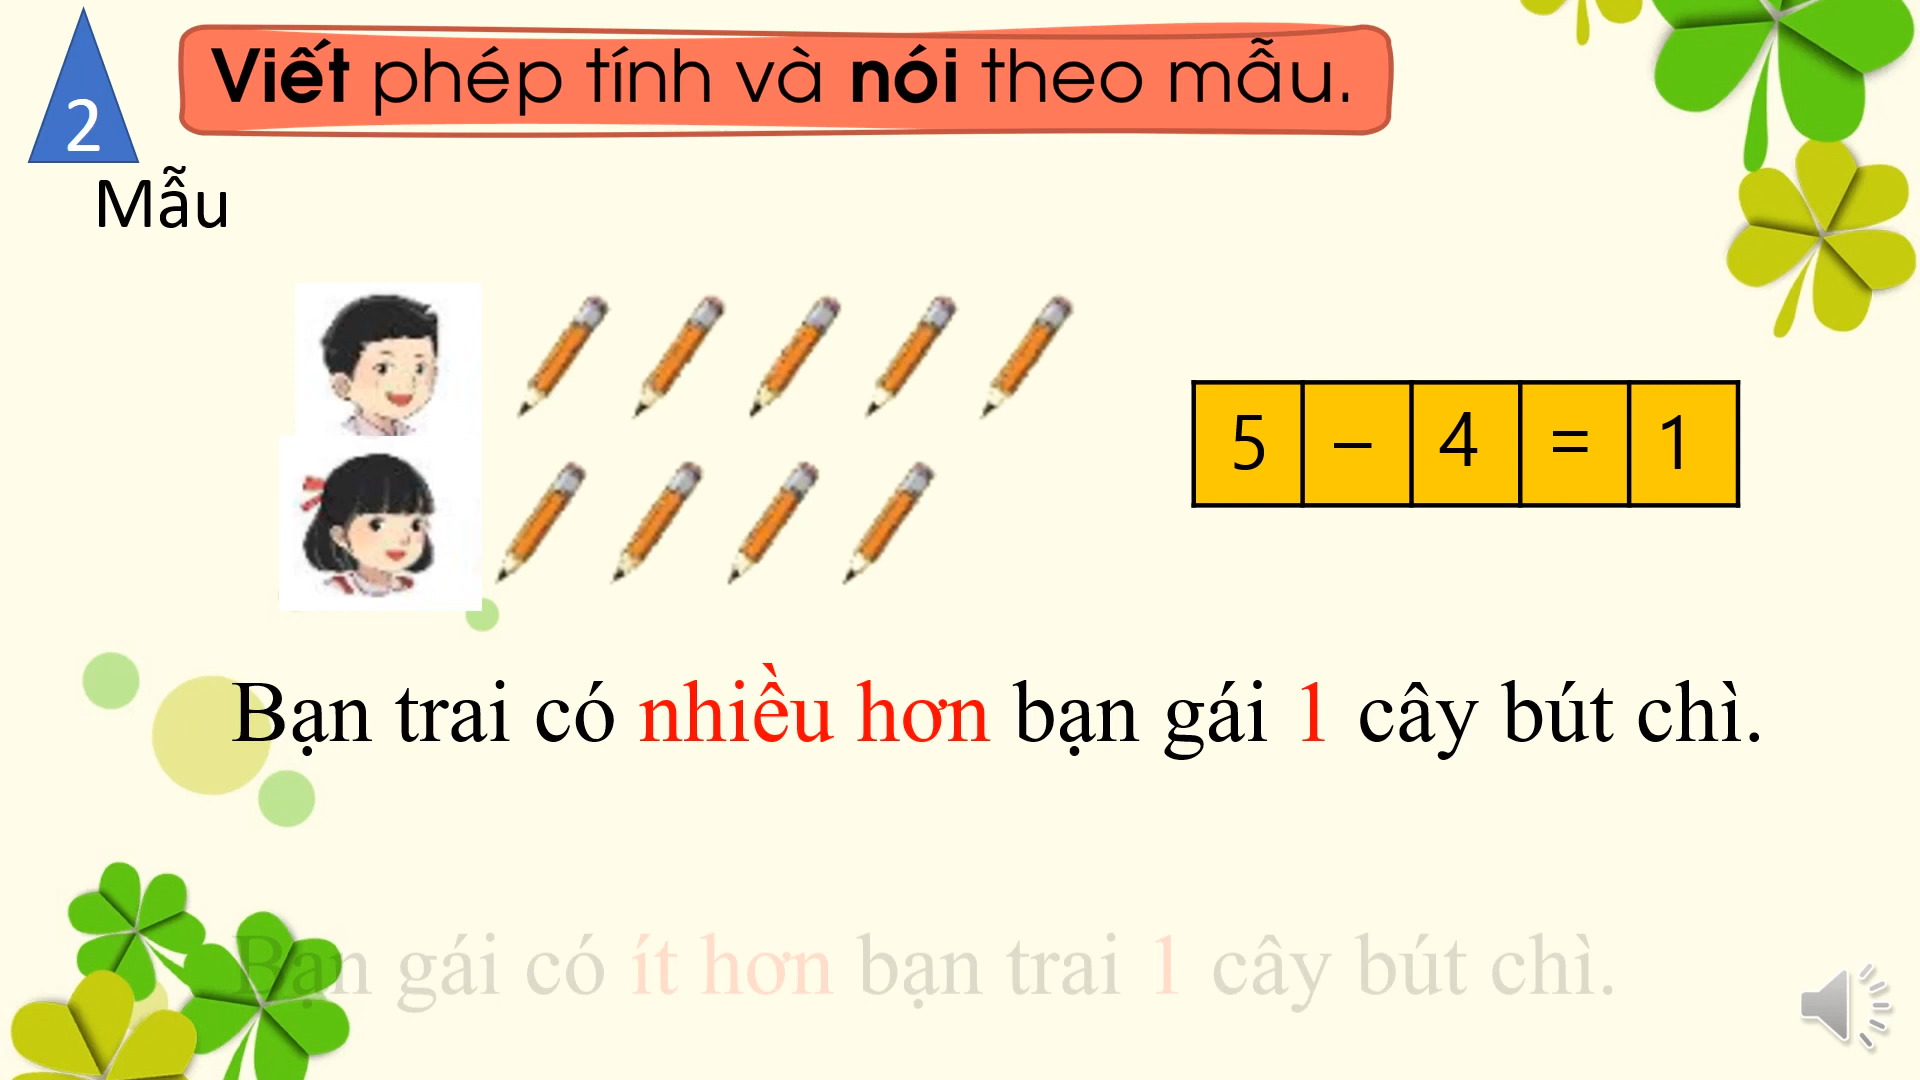 2
Viết phép tính và nói theo mẫu.
Mẫu
5 – 4 = 1
Bạn trai có nhiều hơn bạn gái 1 cây bút chì.
Bạn gái có ít hơn bạn trai 1 cây bút chì.